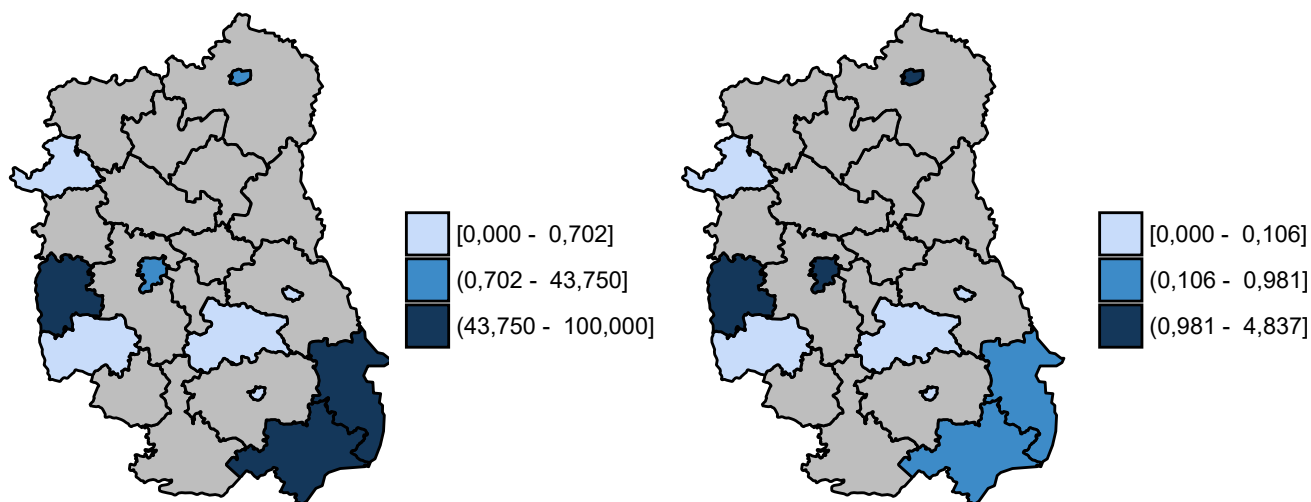 [0,000 -  0,702]
(0,702 -  43,750]
(43,750 -  100,000]
[0,000 -  0,106]
(0,106 -  0,981]
(0,981 -  4,837]